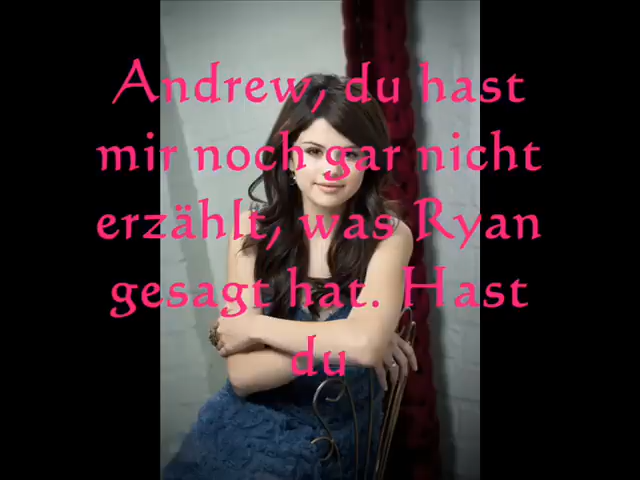 Andrew, du hast
mir noch gar nicht
erzählt, was Ryan
gesagt hat. Hast
du